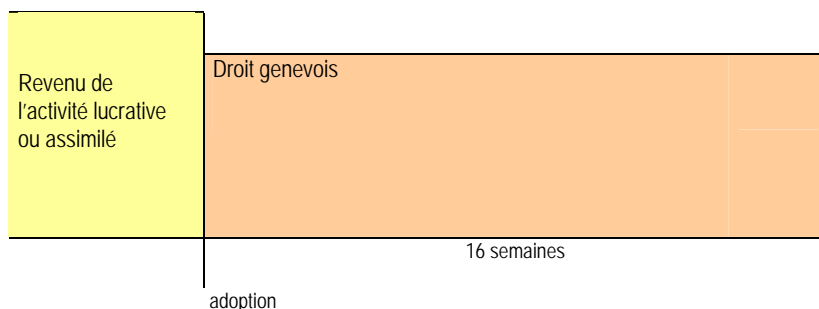 Revenu de
l'activité lucrative
ou assimilé
Droit genevois
16 semaines
adoption